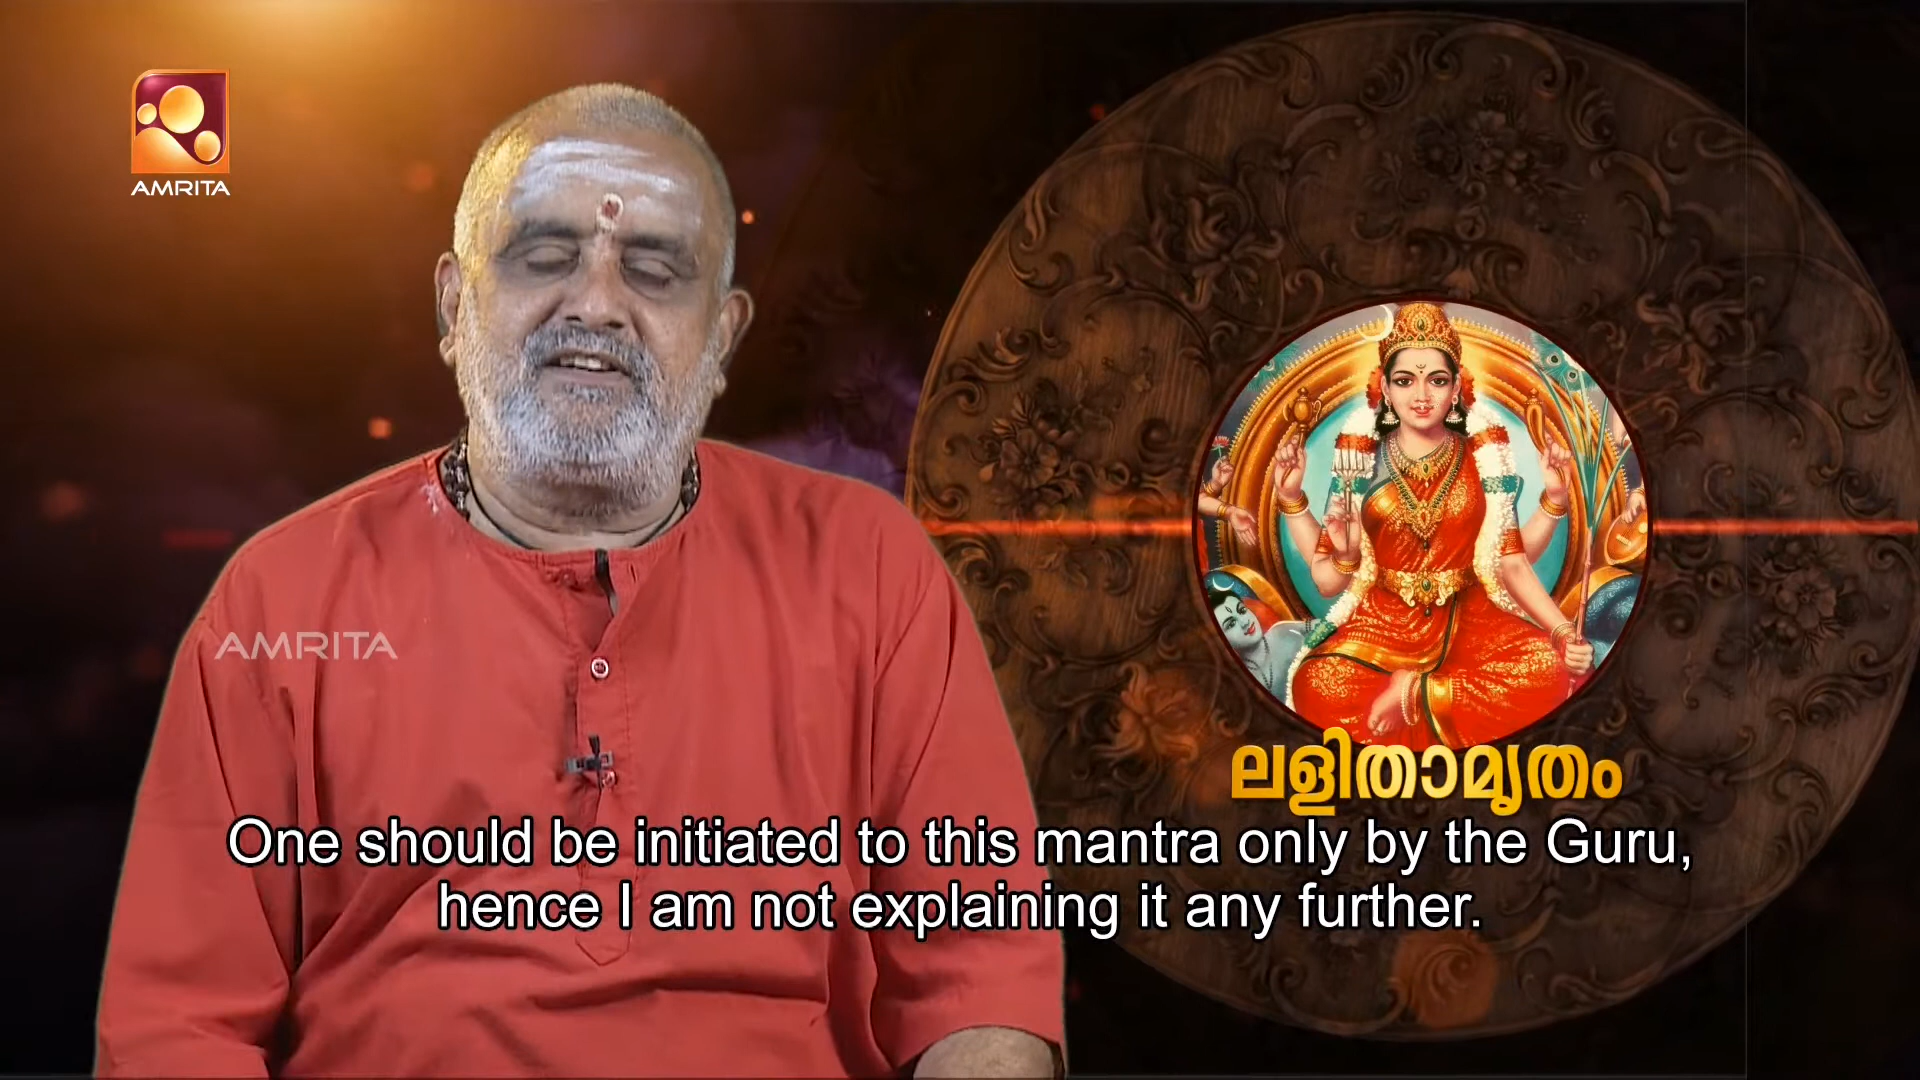 AMRITA
AMRITA
ലളിതാമൃതം
One should be initiated to this mantra only by the Guru,
hence I am not explaining it any further.